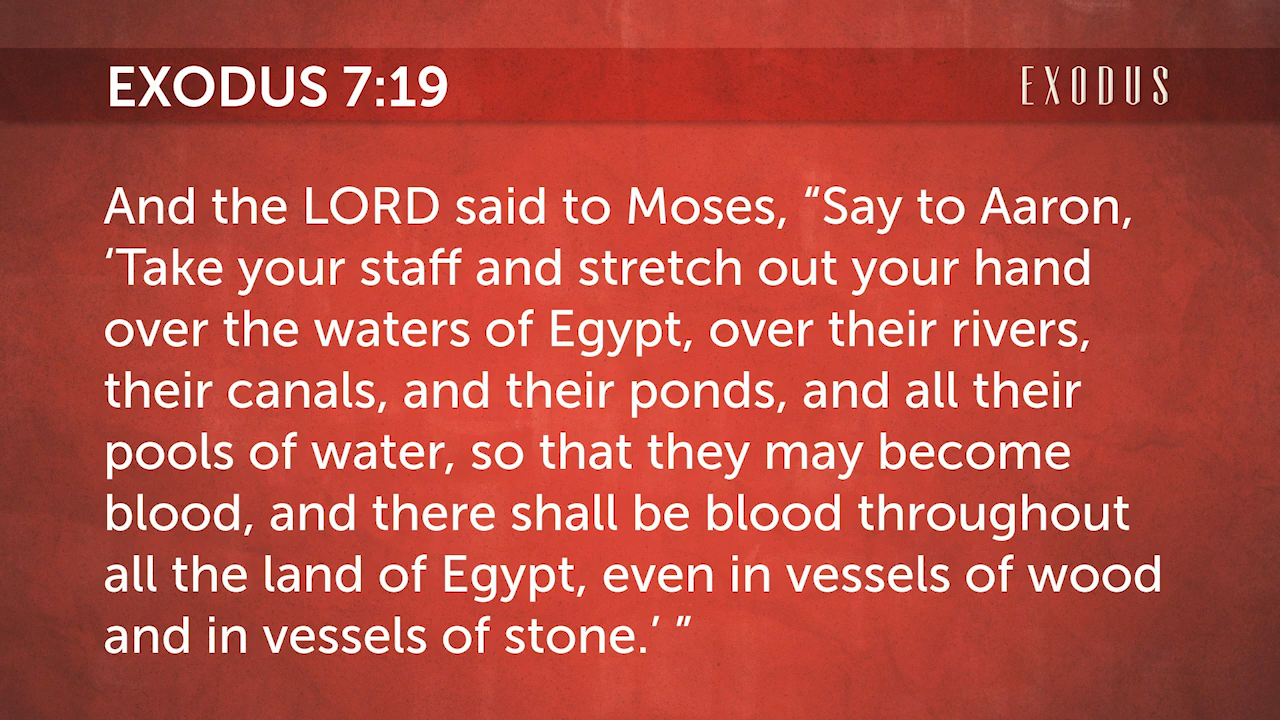 EXODUS 7:19
EXODUS
And the LORD said to Moses, “Say to Aaron,
‘Take your staff and stretch out your hand
over the waters of Egypt, over their rivers,
their canals, and their ponds, and all their
pools of water, so that they may become
blood, and there shall be blood throughout
all the land of Egypt, even in vessels of wood
and in vessels of stone.’ ”